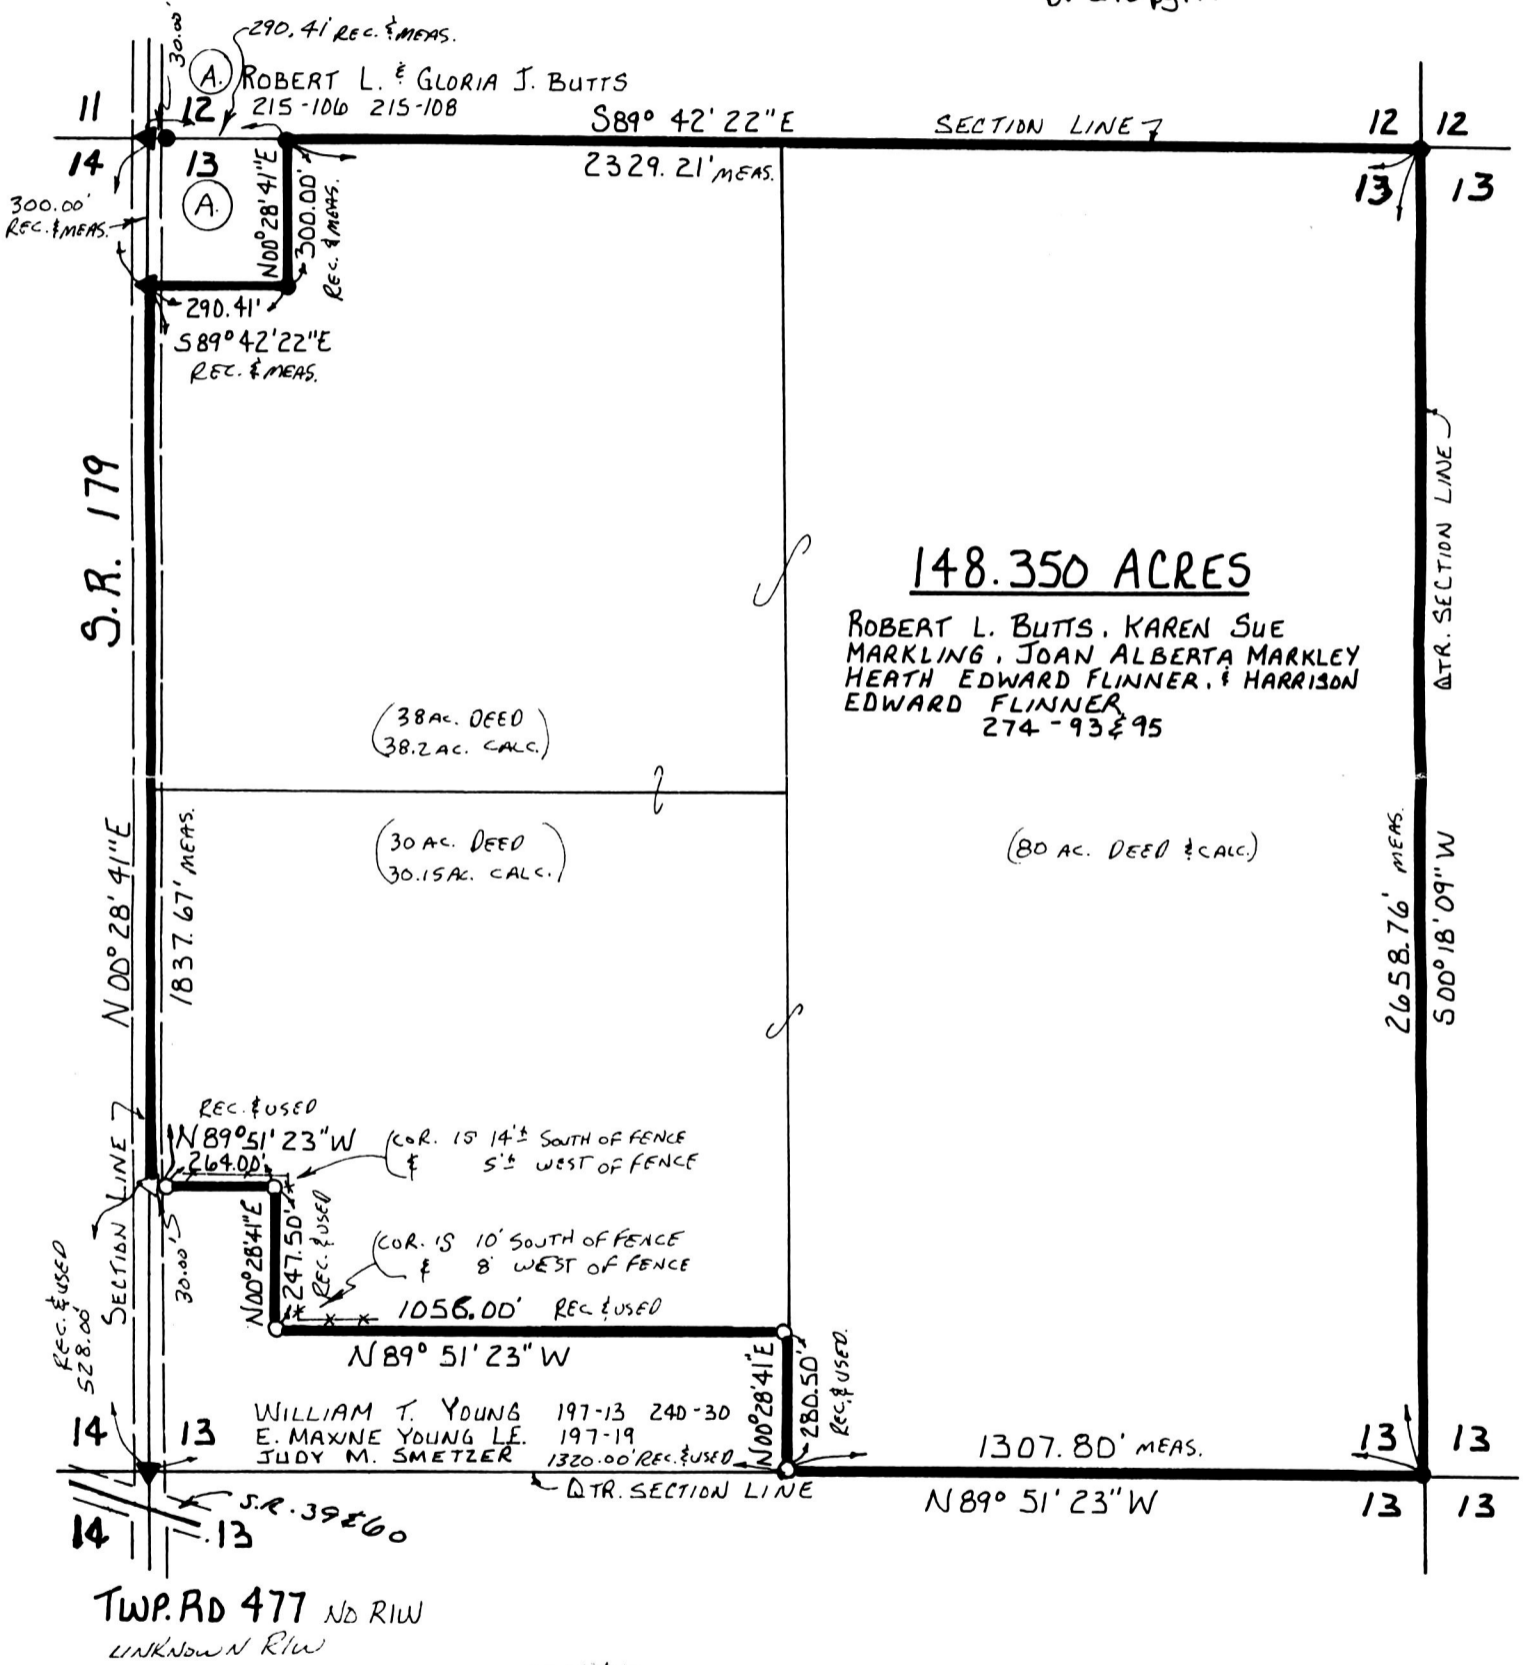 290.41' REC. & MEAS.
30.00'
A. ROBERT L. & GLORIA J. BUTTS
215-106 215-108
11 12
S89° 42' 22"E
SECTION LINE
12 12
14 13
2329.21' MEAS.
13 13
A.
300.00'
REC. & MEAS.
N00°28'41"E
300.00'
REC. & MEAS.
290.41'
S89°42'22"E
REC. & MEAS.
S.R. 179
QTR. SECTION LINE
148.350 ACRES
ROBERT L. BUTTS, KAREN SUE
MARKLING, JOAN ALBERTA MARKLEY
HEATH EDWARD FLINNER, & HARRISON
EDWARD FLINNER
274-93 & 95
(38 AC. DEED
38.2 AC. CALC.)
(30 AC. DEED
30.15 AC. CALC.)
(80 AC. DEED & CALC.)
N00°28'41"E
1837.67' MEAS.
2658.76' MEAS.
S00°18'09"W
SECTION LINE
REC. & USED
N89°51'23"W
264.00'
COR. IS 14'± SOUTH OF FENCE
& 5'± WEST OF FENCE
30.00'
N00°28'41"E
247.50'
REC. & USED
COR. IS 10' SOUTH OF FENCE
& 8' WEST OF FENCE
1056.00' REC & USED
N89° 51' 23" W
REC. & USED
528.00'
N00°28'41"E
280.50'
REC. & USED.
WILLIAM T. YOUNG 197-13 240-30
E. MAXINE YOUNG L.E. 197-19
JUDY M. SMETZER 1320.00' REC. & USED
14 13
1307.80' MEAS.
13 13
QTR. SECTION LINE
N89° 51' 23" W
13 13
S.R. 39 & 60
14 13
TWP. RD 477 NO R/W
UNKNOWN R/W